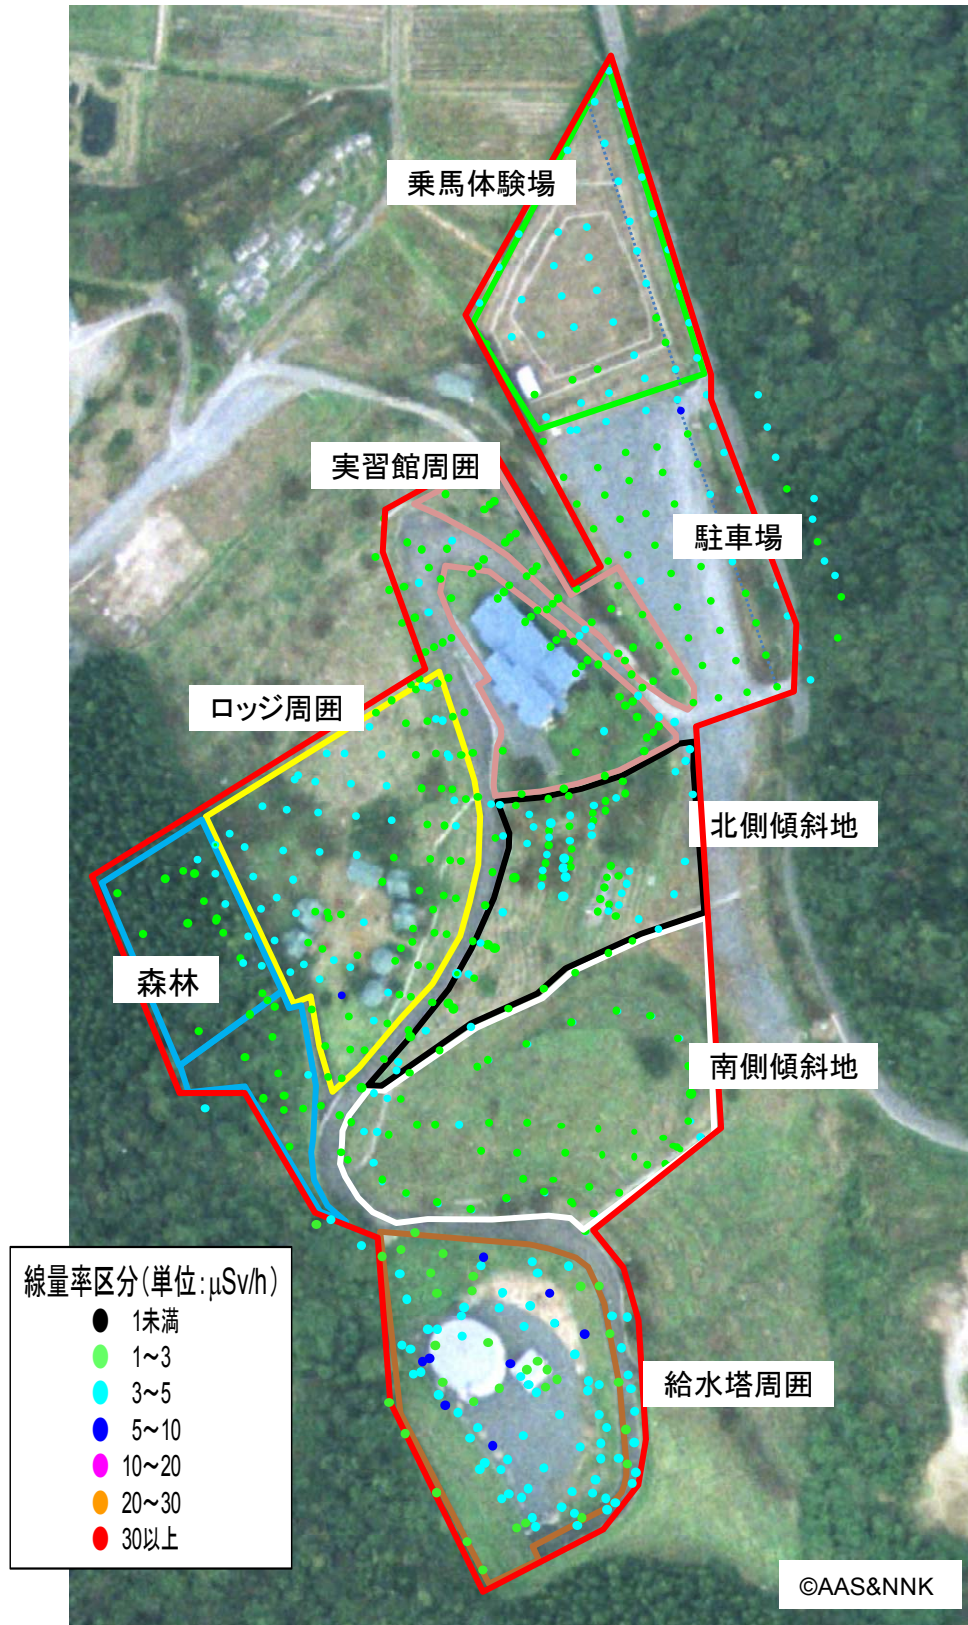 乗馬体験場
実習館周囲
駐車場
ロッジ周囲
北側傾斜地
森林
南側傾斜地
線量率区分(単位:μSv/h)
1未満
1~3
3~5
5~10
10~20
20~30
30以上
給水塔周囲
©AAS&NNK